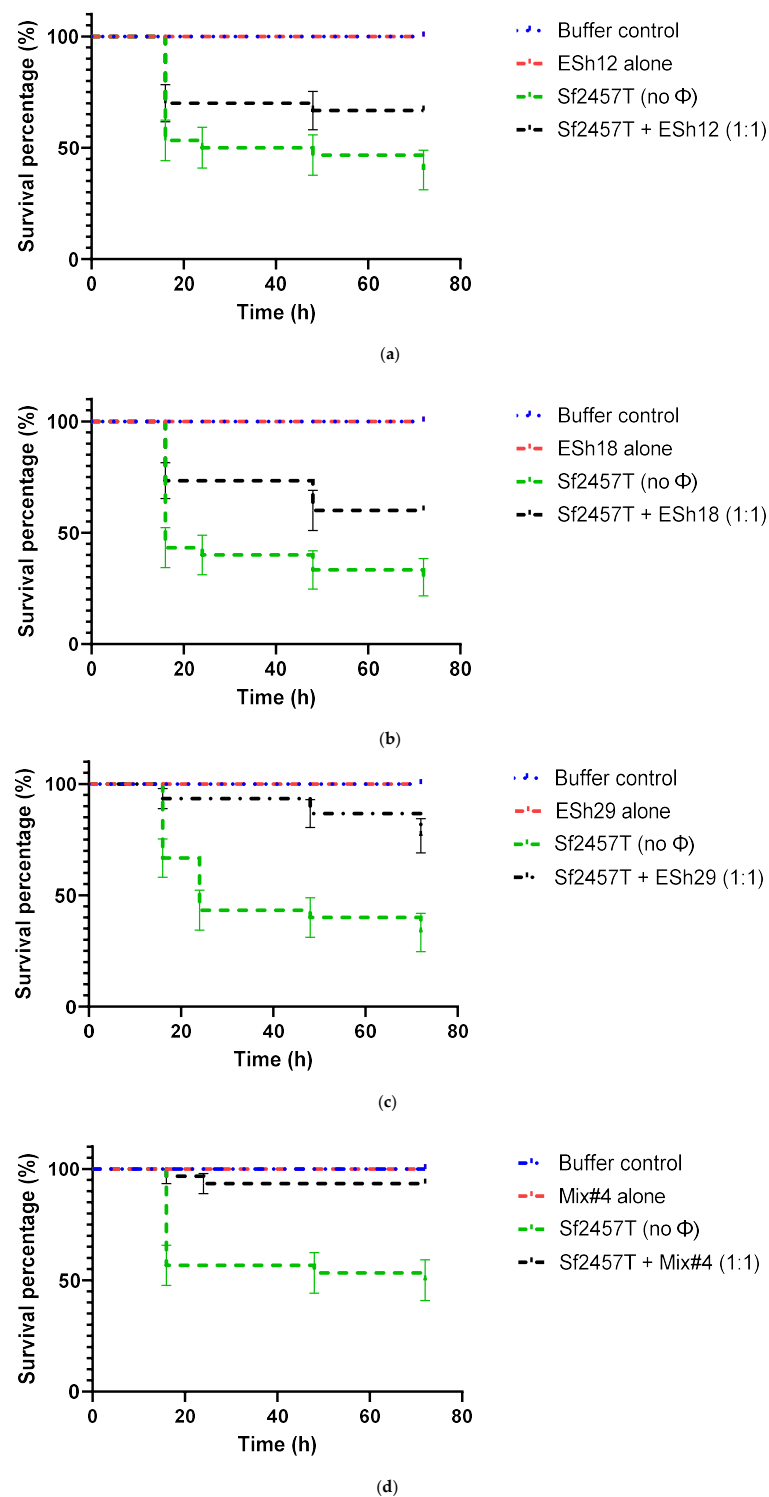 Survival percentage (%)
100
50
0
0 20 40 60 80
Time (h)
Buffer control
ESh12 alone
Sf2457T (no Φ)
Sf2457T + ESh12 (1:1)
(a)
Survival percentage (%)
100
50
0
0 20 40 60 80
Time (h)
Buffer control
ESh18 alone
Sf2457T (no Φ)
Sf2457T + ESh18 (1:1)
(b)
Survival percentage (%)
100
50
0
0 20 40 60 80
Time (h)
Buffer control
ESh29 alone
Sf2457T (no Φ)
Sf2457T + ESh29 (1:1)
(c)
Survival percentage (%)
100
50
0
0 20 40 60 80
Time (h)
Buffer control
Mix#4 alone
Sf2457T (no Φ)
Sf2457T + Mix#4 (1:1)
(d)